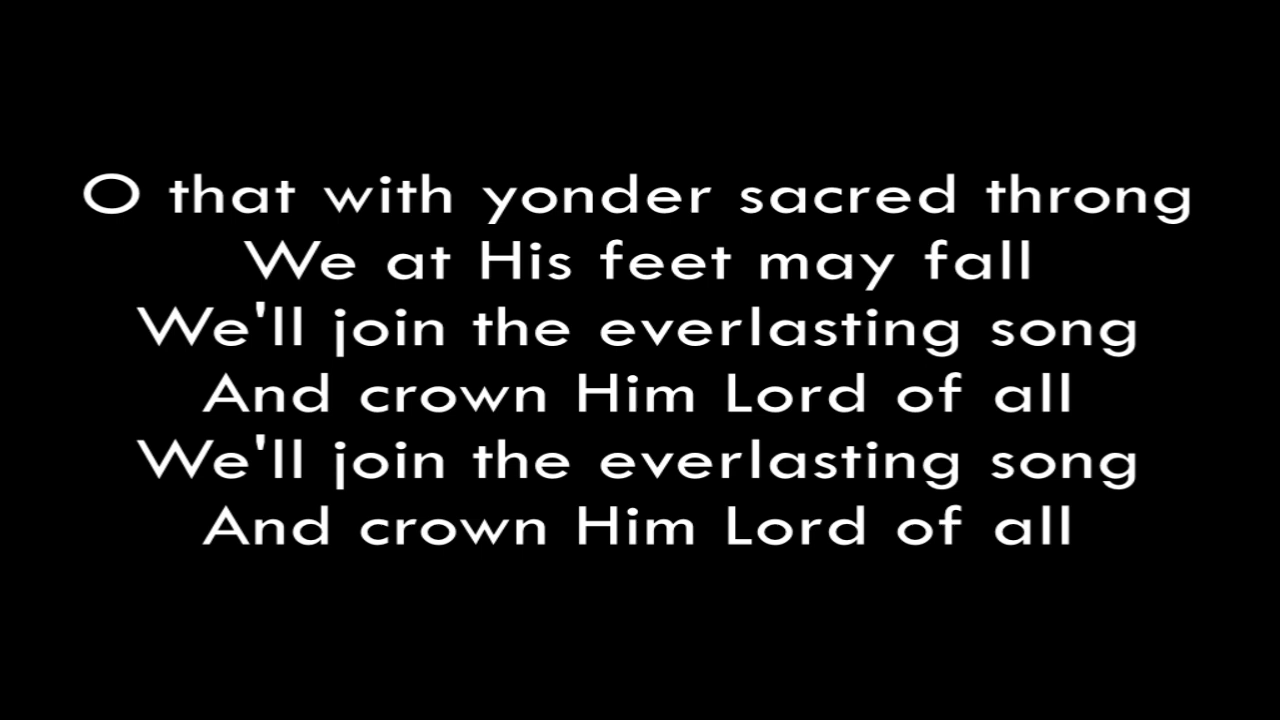 O that with yonder sacred throng
We at His feet may fall
We'll join the everlasting song
And crown Him Lord of all
We'll join the everlasting song
And crown Him Lord of all